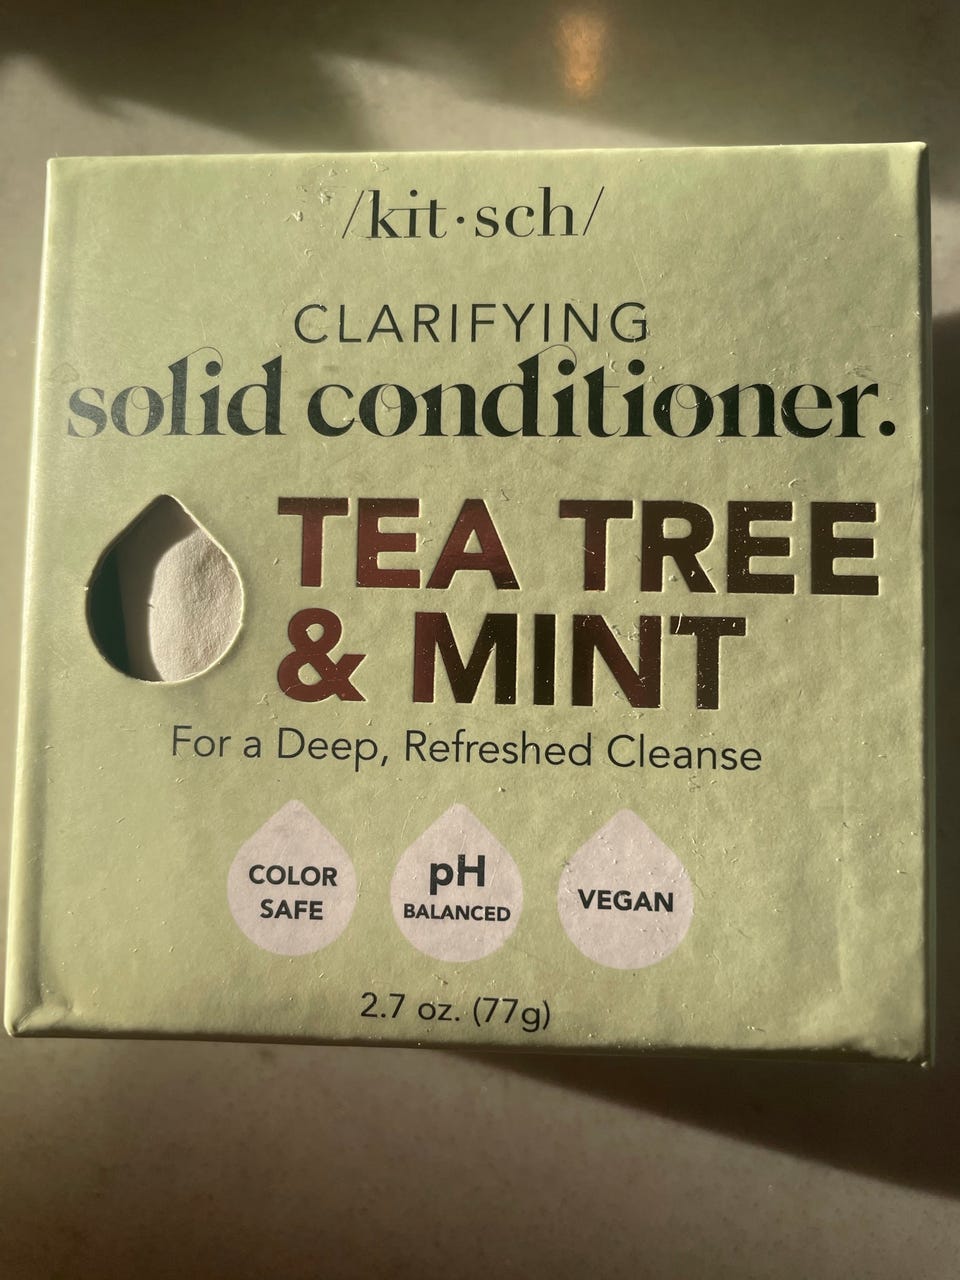 /kit·sch/
CLARIFYING
solid conditioner.
TEA TREE
& MINT
For a Deep, Refreshed Cleanse
COLOR
SAFE
pH
BALANCED
VEGAN
2.7 oz. (77g)